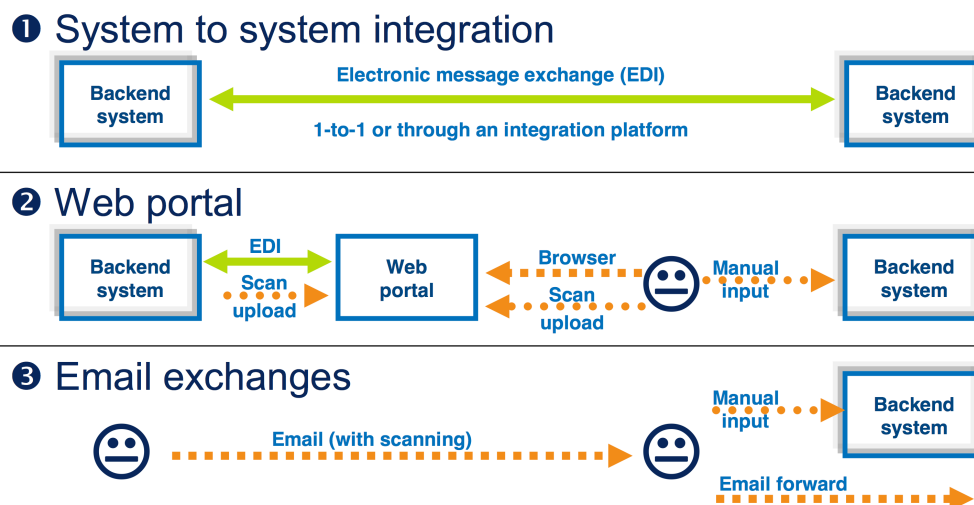 ❶ System to system integration
Backend
system
Electronic message exchange (EDI)
1-to-1 or through an integration platform
Backend
system
❷ Web portal
Backend
system
EDI
Scan
upload
Web
portal
Browser
Scan
upload
Manual
input
Backend
system
❸ Email exchanges
Email (with scanning)
Manual
input
Backend
system
Email forward